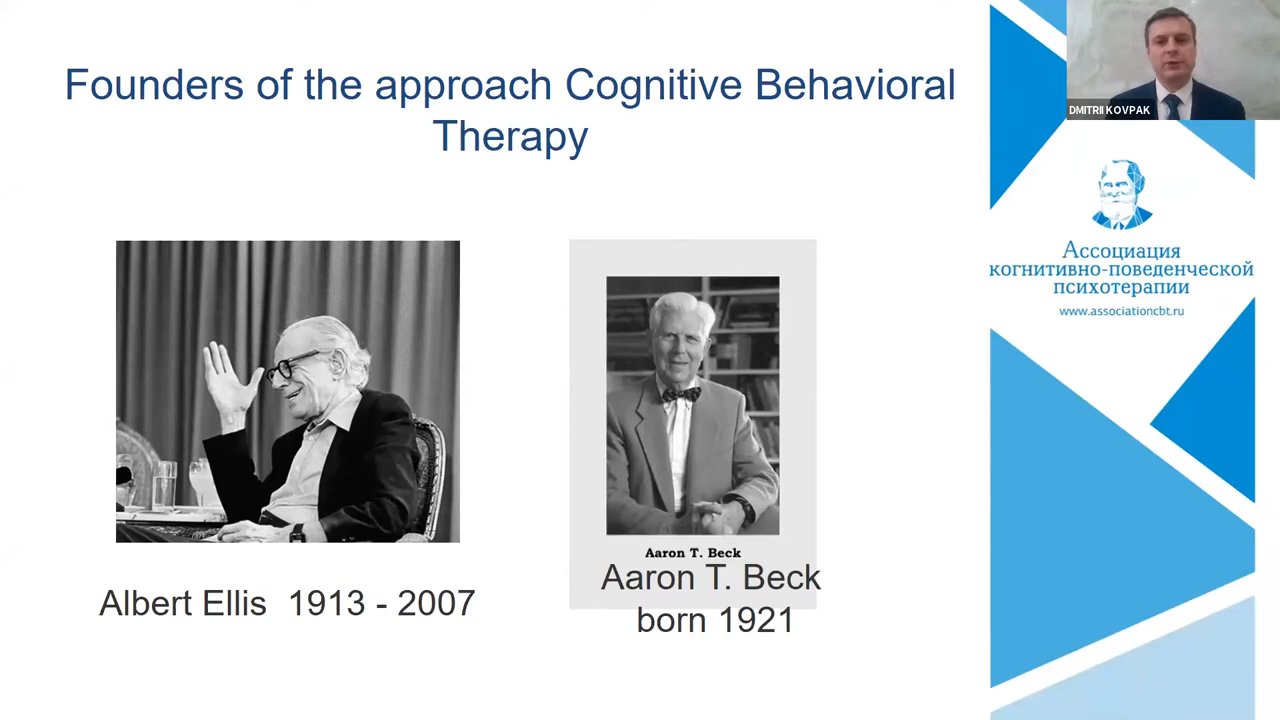 Founders of the approach Cognitive Behavioral
Therapy
DMITRII KOVPAK
Ассоциация
когнитивно-поведенческой
психотерапии
www.associationcbt.ru
Albert Ellis 1913 - 2007
Aaron T. Beck
Aaron T. Beck
born 1921